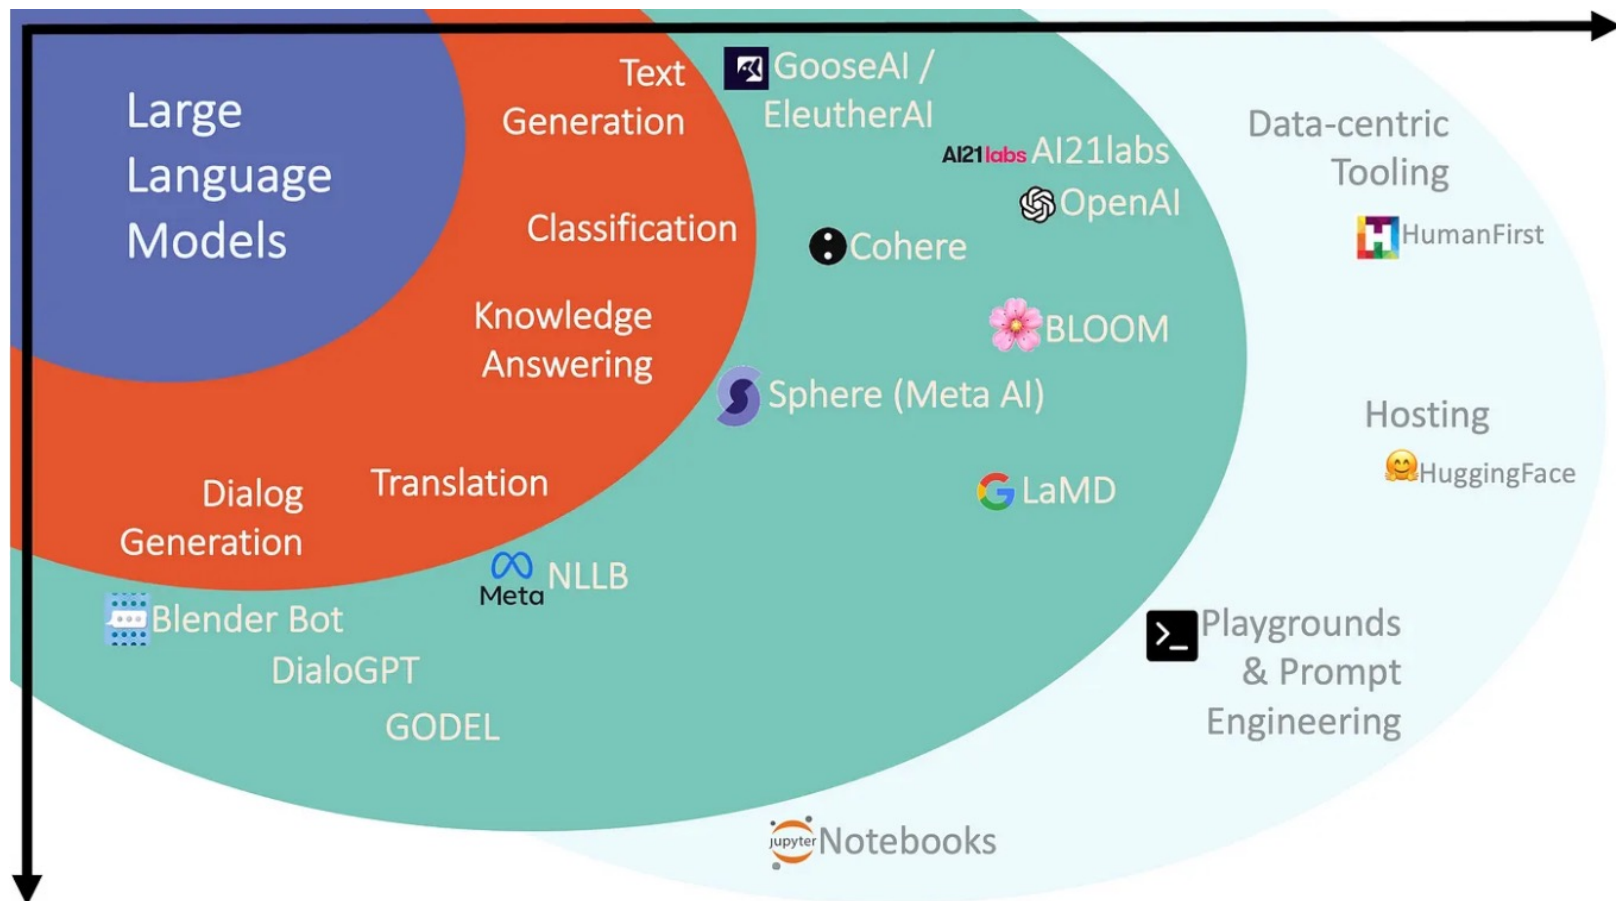 Large
Language
Models
Text
Generation
Classification
Knowledge
Answering
Translation
Dialog
Generation
GooseAI /
EleutherAI
AI21labs AI21labs
OpenAI
Cohere
BLOOM
Sphere (Meta AI)
LaMD
Meta NLLB
Blender Bot
DialoGPT
GODEL
Data-centric
Tooling
H HumanFirst
Hosting
HuggingFace
>_ Playgrounds
& Prompt
Engineering
jupyter Notebooks